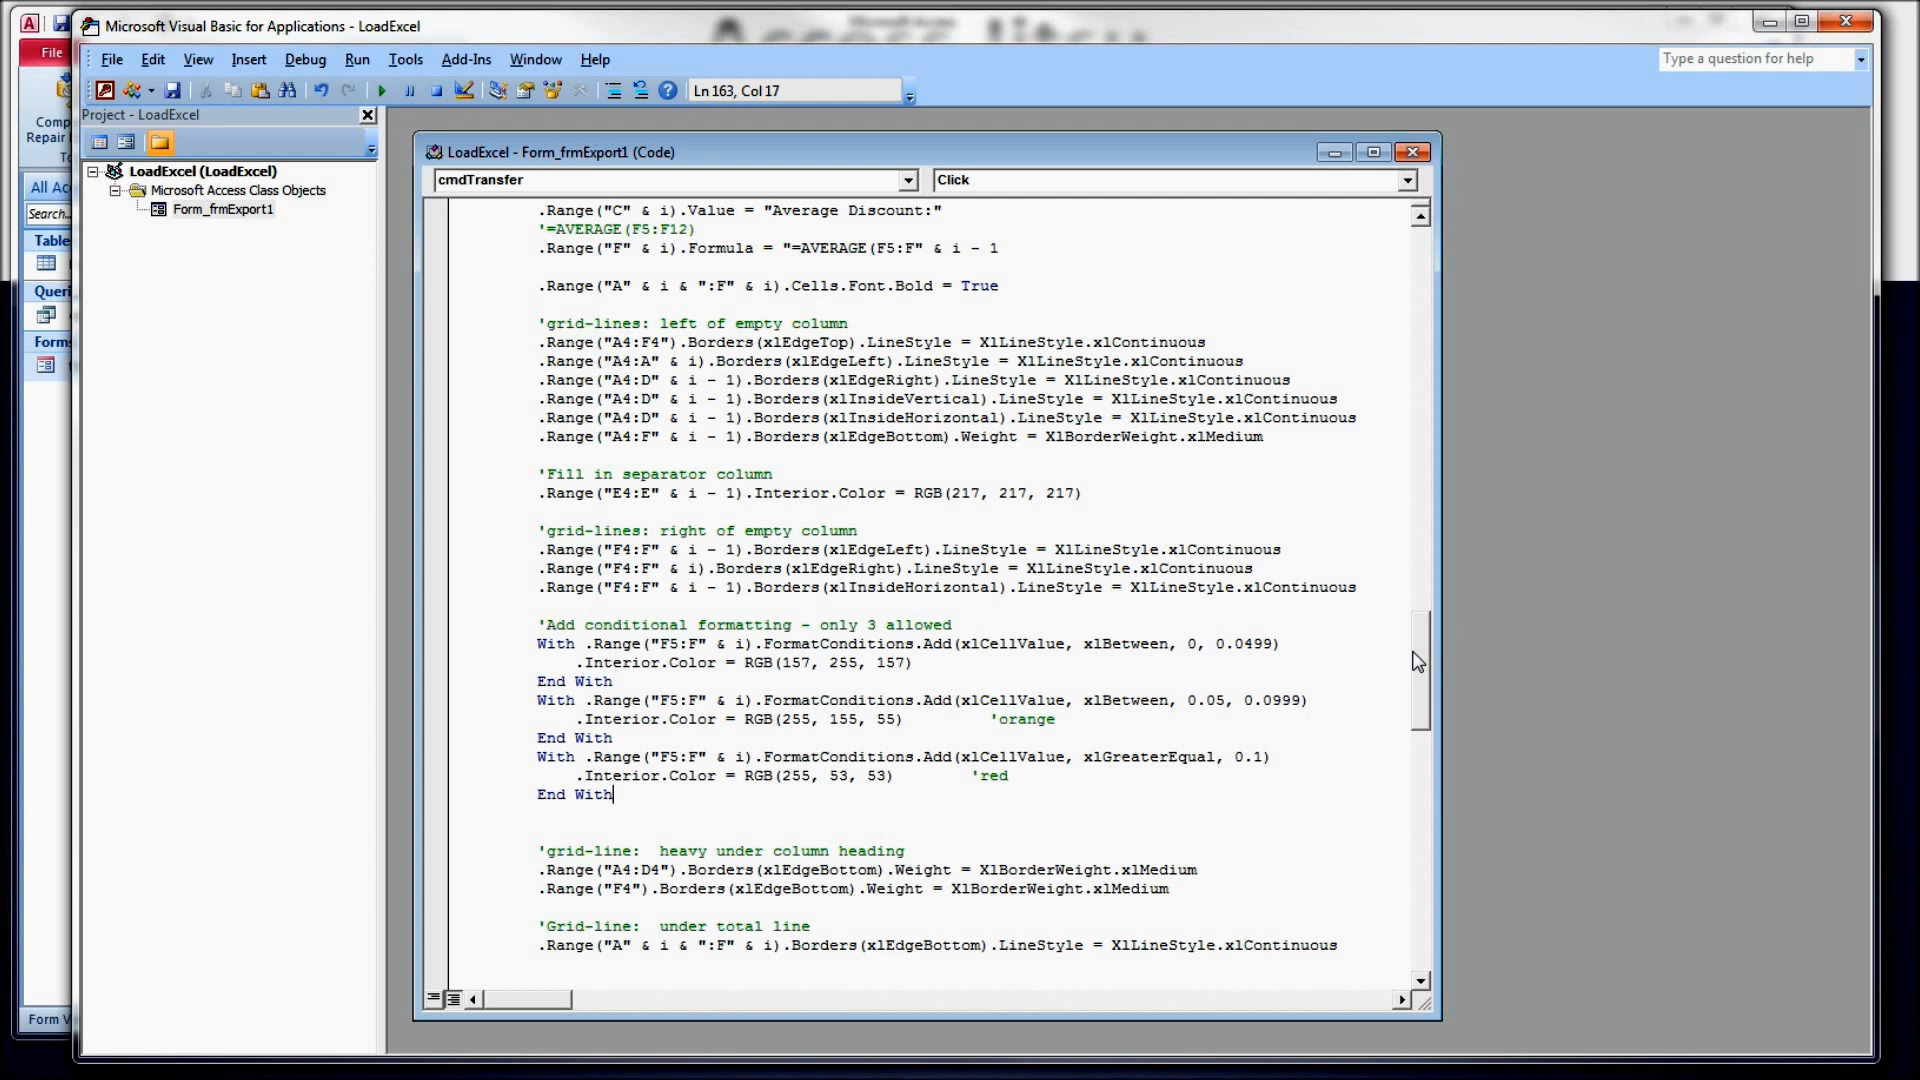 Microsoft Visual Basic for Applications - LoadExcel
File Edit View Insert Debug Run Tools Add-Ins Window Help
Type a question for help
Ln 163, Col 17
File
Comp
Repair
All Ac
Search...
Table
Queri
Forms
Form V
Project - LoadExcel
LoadExcel (LoadExcel)
Microsoft Access Class Objects
Form_frmExport1
LoadExcel - Form_frmExport1 (Code)
cmdTransfer Click
.Range("C" & i).Value = "Average Discount:"
'=AVERAGE(F5:F12)
.Range("F" & i).Formula = "=AVERAGE(F5:F" & i - 1
.Range("A" & i & ":F" & i).Cells.Font.Bold = True
'grid-lines: left of empty column
.Range("A4:F4").Borders(xlEdgeTop).LineStyle = XlLineStyle.xlContinuous
.Range("A4:A" & i).Borders(xlEdgeLeft).LineStyle = XlLineStyle.xlContinuous
.Range("A4:D" & i - 1).Borders(xlEdgeRight).LineStyle = XlLineStyle.xlContinuous
.Range("A4:D" & i - 1).Borders(xlInsideVertical).LineStyle = XlLineStyle.xlContinuous
.Range("A4:D" & i - 1).Borders(xlInsideHorizontal).LineStyle = XlLineStyle.xlContinuous
.Range("A4:F" & i - 1).Borders(xlEdgeBottom).Weight = XlBorderWeight.xlMedium
'Fill in separator column
.Range("E4:E" & i - 1).Interior.Color = RGB(217, 217, 217)
'grid-lines: right of empty column
.Range("F4:F" & i - 1).Borders(xlEdgeLeft).LineStyle = XlLineStyle.xlContinuous
.Range("F4:F" & i).Borders(xlEdgeRight).LineStyle = XlLineStyle.xlContinuous
.Range("F4:F" & i - 1).Borders(xlInsideHorizontal).LineStyle = XlLineStyle.xlContinuous
'Add conditional formatting - only 3 allowed
With .Range("F5:F" & i).FormatConditions.Add(xlCellValue, xlBetween, 0, 0.0499)
.Interior.Color = RGB(157, 255, 157)
End With
With .Range("F5:F" & i).FormatConditions.Add(xlCellValue, xlBetween, 0.05, 0.0999)
.Interior.Color = RGB(255, 155, 55) 'orange
End With
With .Range("F5:F" & i).FormatConditions.Add(xlCellValue, xlGreaterEqual, 0.1)
.Interior.Color = RGB(255, 53, 53) 'red
End With
'grid-line:  heavy under column heading
.Range("A4:D4").Borders(xlEdgeBottom).Weight = XlBorderWeight.xlMedium
.Range("F4").Borders(xlEdgeBottom).Weight = XlBorderWeight.xlMedium
'Grid-line:  under total line
.Range("A" & i & ":F" & i).Borders(xlEdgeBottom).LineStyle = XlLineStyle.xlContinuous